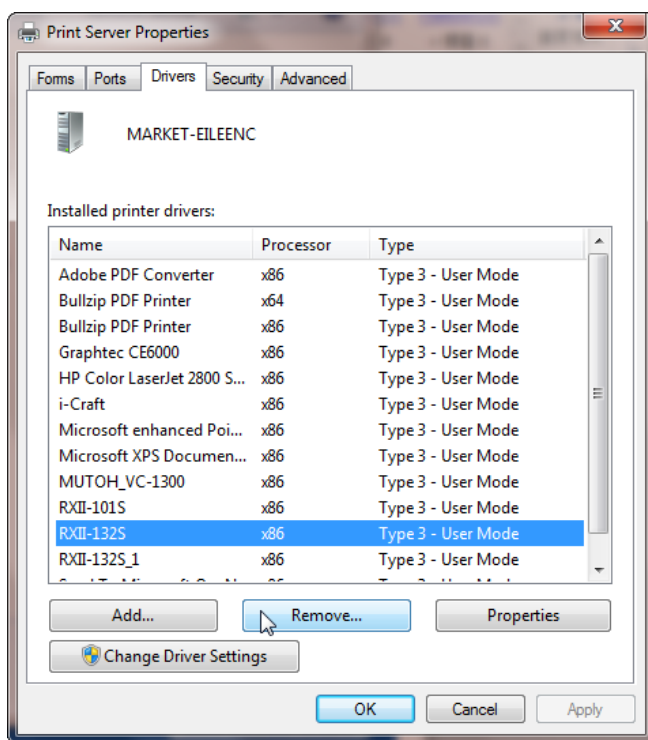 Print Server Properties
Forms Ports Drivers Security Advanced
MARKET-EILEENC
Installed printer drivers:
Name Processor Type
Adobe PDF Converter x86 Type 3 - User Mode
Bullzip PDF Printer x64 Type 3 - User Mode
Bullzip PDF Printer x86 Type 3 - User Mode
Graphtec CE6000 x86 Type 3 - User Mode
HP Color LaserJet 2800 S... x86 Type 3 - User Mode
i-Craft x86 Type 3 - User Mode
Microsoft enhanced Poi... x86 Type 3 - User Mode
Microsoft XPS Documen... x86 Type 3 - User Mode
MUTOH_VC-1300 x86 Type 3 - User Mode
RXII-101S x86 Type 3 - User Mode
RXII-132S x86 Type 3 - User Mode
RXII-132S_1 x86 Type 3 - User Mode
Add... Remove... Properties
Change Driver Settings
OK Cancel Apply